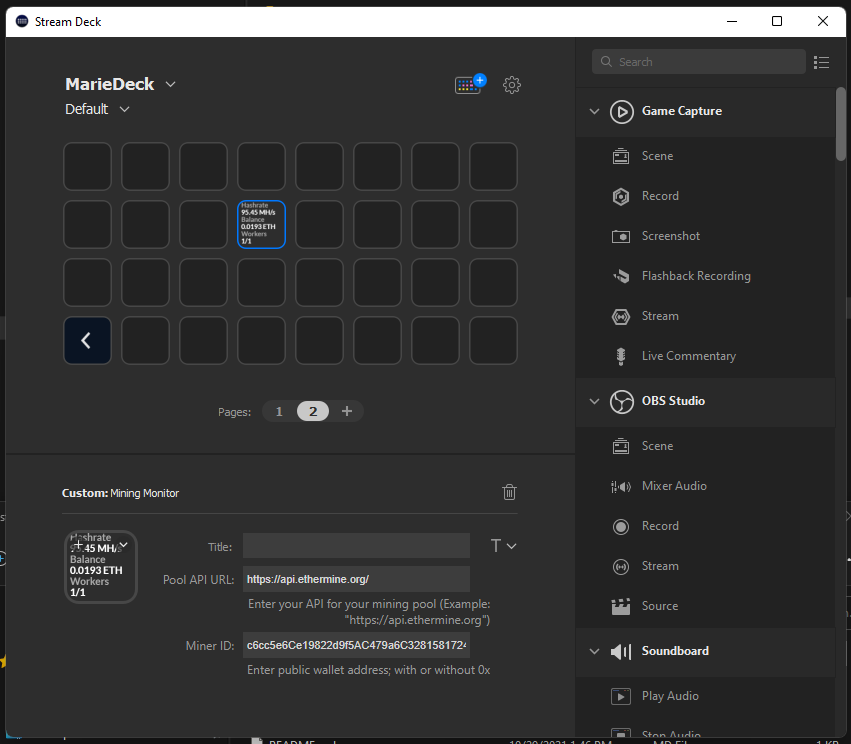 Stream Deck
MarieDeck
Default
Search
Game Capture
Scene
Record
Screenshot
Flashback Recording
Stream
Live Commentary
OBS Studio
Scene
Mixer Audio
Record
Stream
Source
Soundboard
Play Audio
Stop Audio
Hashrate
95.45 MH/s
Balance
0.0193 ETH
Workers
1/1
Pages: 1 2 +
Custom: Mining Monitor
Hashrate
95.45 MH/s
Balance
0.0193 ETH
Workers
1/1
Title:
T
Pool API URL: https://api.ethermine.org/
Enter your API for your mining pool (Example:
"https://api.ethermine.org")
Miner ID: c6cc5e6Ce19822d9f5AC479a6C3281581724
Enter public wallet address; with or without 0x